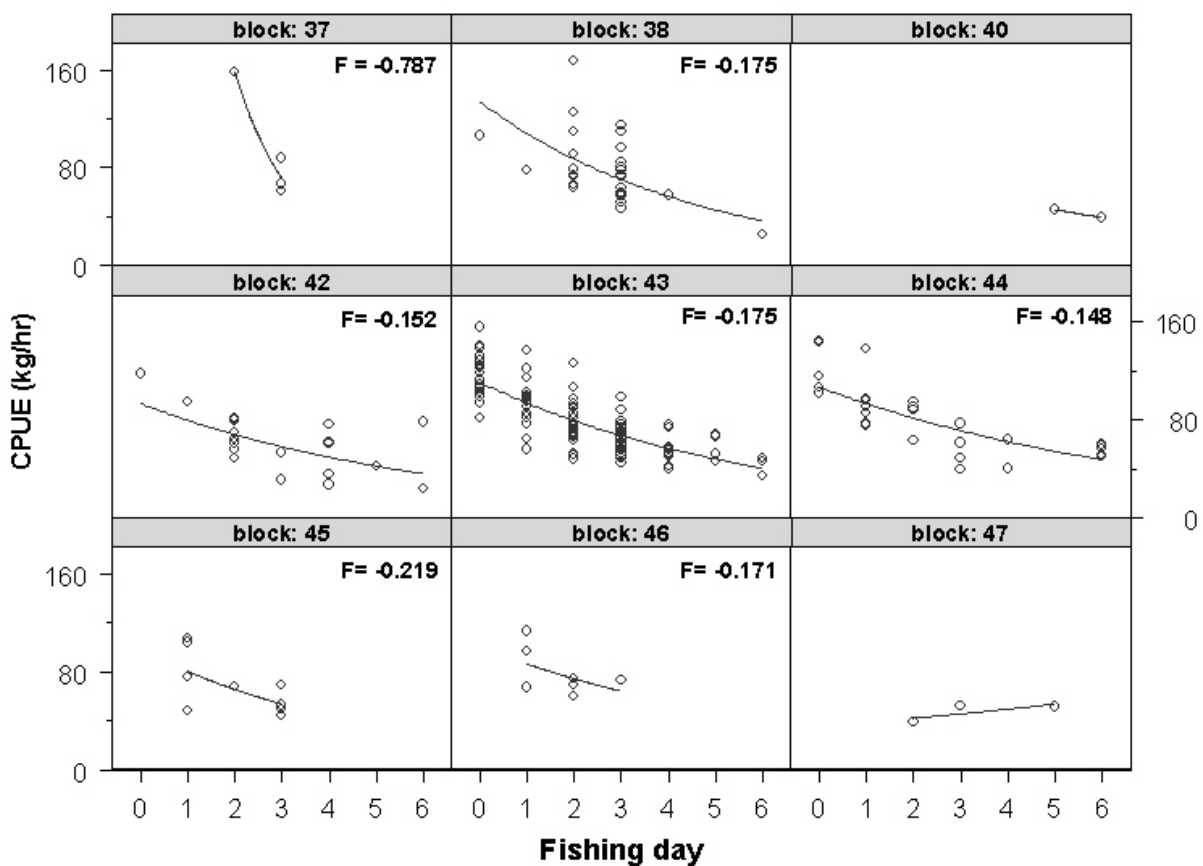 block: 37 block: 38 block: 40
F = -0.787 F= -0.175
160
80
0
block: 42 block: 43 block: 44
F= -0.152 F= -0.175 F= -0.148
160
80
0
CPUE (kg/hr)
block: 45 block: 46 block: 47
F= -0.219 F= -0.171
160
80
0
0 1 2 3 4 5 6 0 1 2 3 4 5 6 0 1 2 3 4 5 6
Fishing day